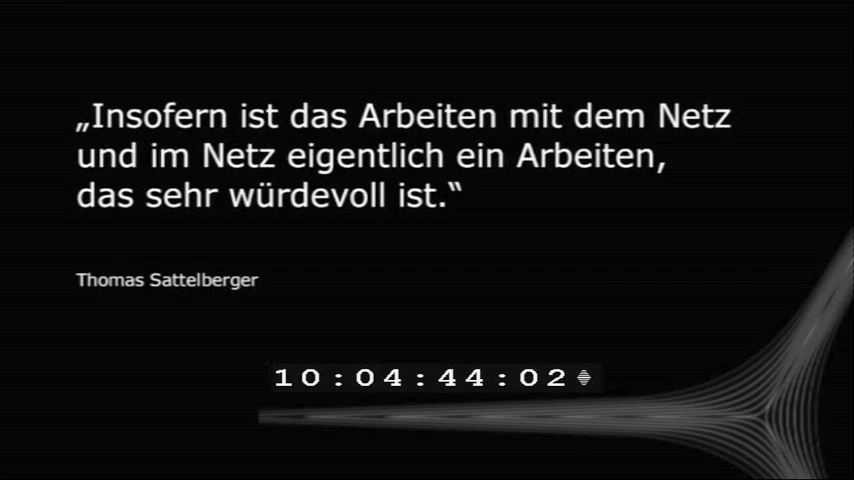 „Insofern ist das Arbeiten mit dem Netz
und im Netz eigentlich ein Arbeiten,
das sehr würdevoll ist.“
Thomas Sattelberger
10:04:44:02